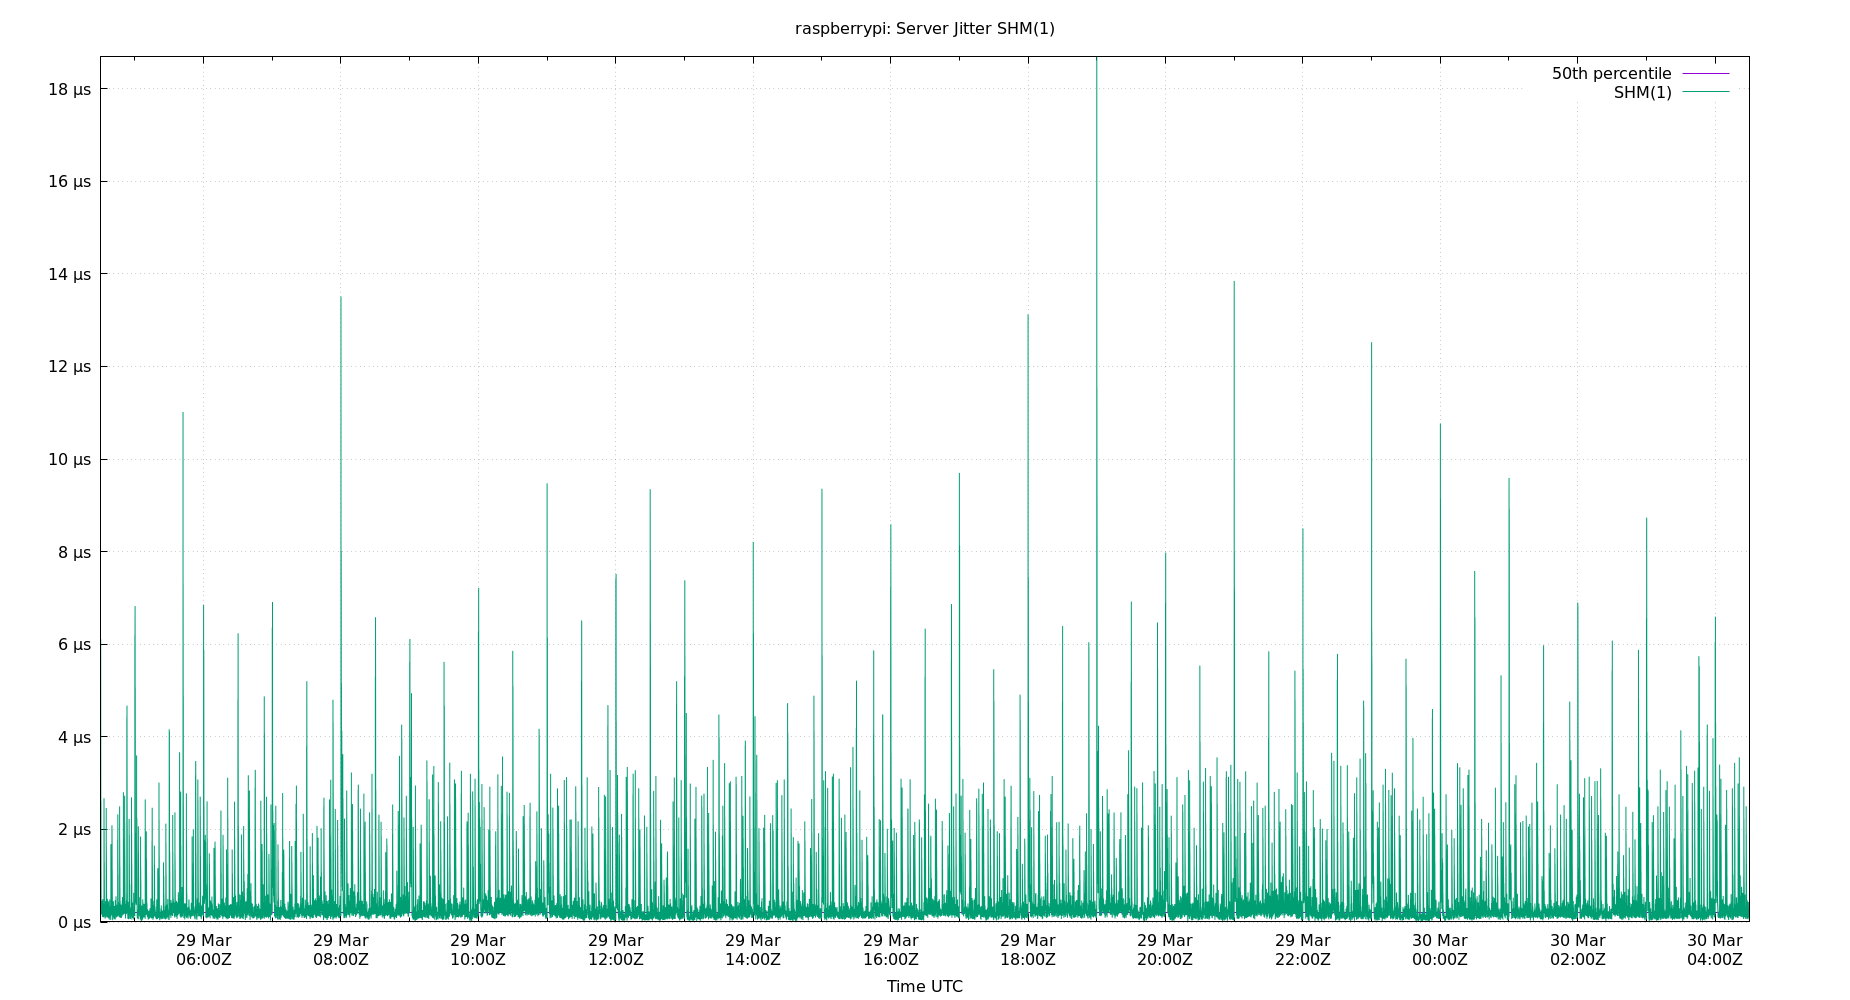 raspberrypi: Server Jitter SHM(1)
50th percentile
SHM(1)
18 µs
16 µs
14 µs
12 µs
10 µs
8 µs
6 µs
4 µs
2 µs
0 µs
29 Mar 29 Mar 29 Mar 29 Mar 29 Mar 29 Mar 29 Mar 29 Mar 29 Mar 30 Mar 30 Mar 30 Mar
06:00Z 08:00Z 10:00Z 12:00Z 14:00Z 16:00Z 18:00Z 20:00Z 22:00Z 00:00Z 02:00Z 04:00Z
Time UTC